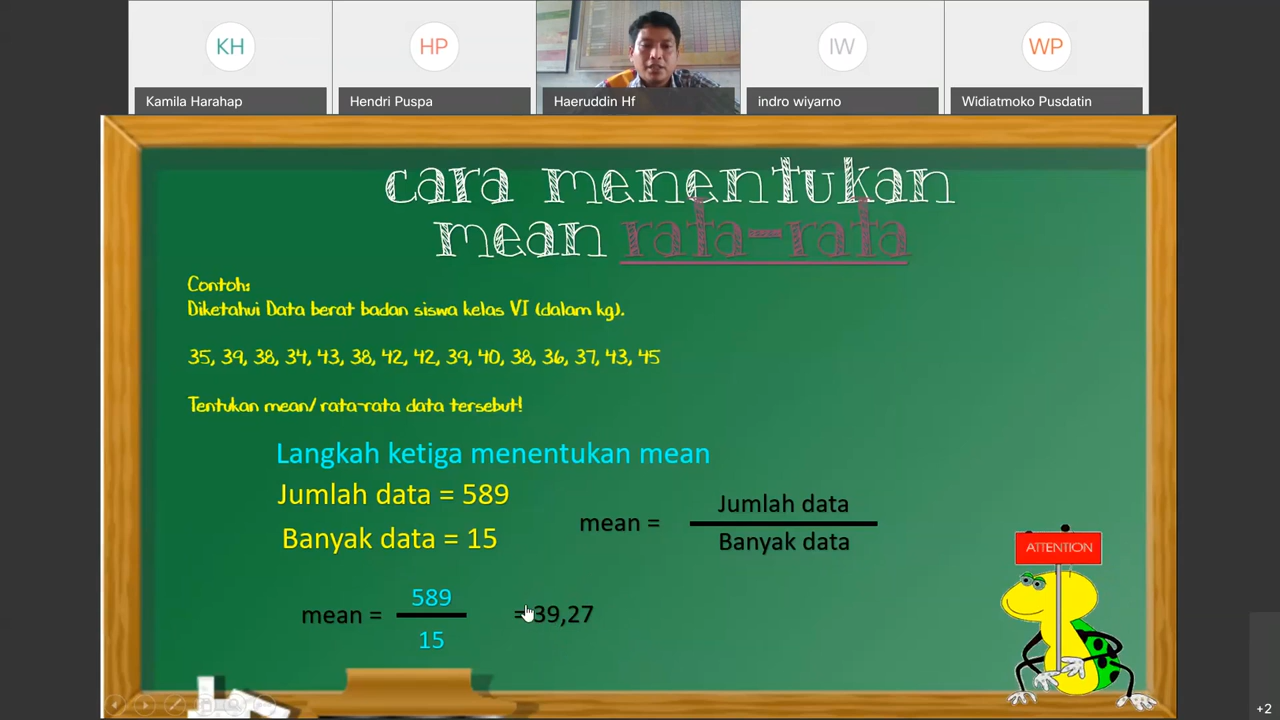 KH
HP
IW
WP
Kamila Harahap
Hendri Puspa
Haeruddin Hf
indro wiyarno
Widiatmoko Pusdatin
cara menentukan
mean rata-rata
Contoh:
Diketahui Data berat badan siswa kelas VI (dalam kg).
35, 39, 38, 34, 43, 38, 42, 42, 39, 40, 38, 36, 37, 43, 45
Tentukan mean/ rata-rata data tersebut!
Langkah ketiga menentukan mean
Jumlah data = 589
Banyak data = 15
mean =
Jumlah data
Banyak data
mean =
589
15
= 39,27
ATTENTION
+2